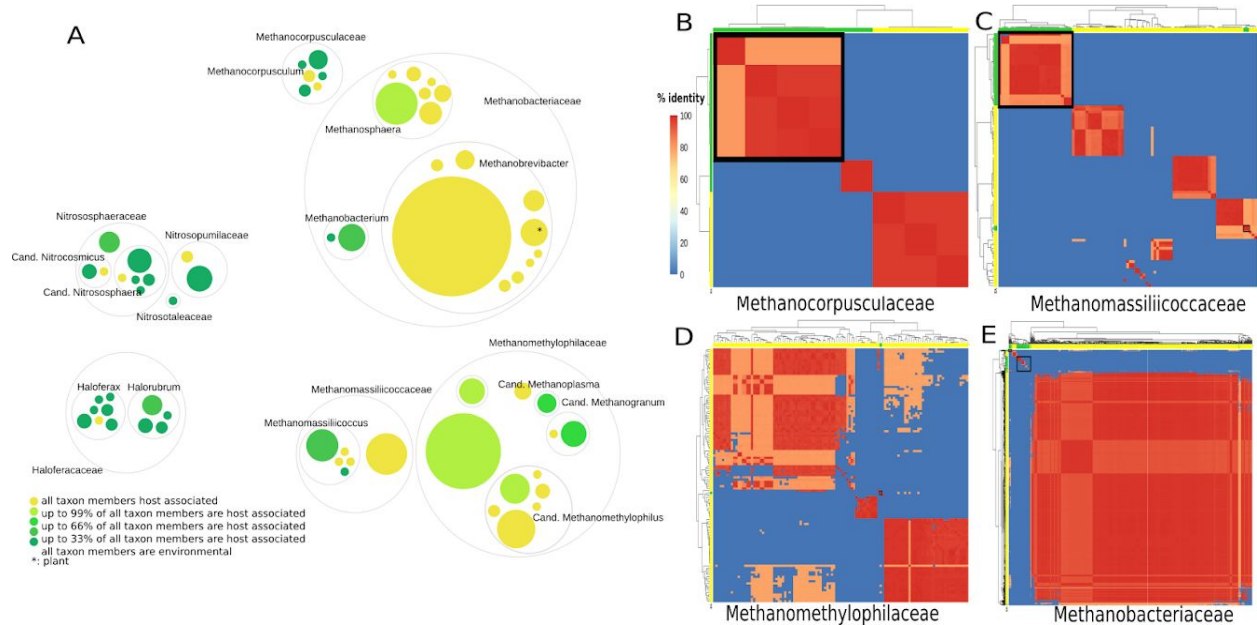 A
Methanocorpusculaceae
Methanocorpusculum
Methanobacteriaceae
Methanosphaera
Methanobrevibacter
Methanobacterium
*
Nitrososphaeraceae
Nitrosopumilaceae
Cand. Nitrocosmicus
Cand. Nitrososphaera
Nitrosotaleaceae
Methanomethylophilaceae
Methanomassiliicoccaceae
Cand. Methanoplasma
Cand. Methanogranum
Methanomassiliicoccus
Cand. Methanomethylophilus
Haloferax
Halorubrum
Haloferacaceae
all taxon members host associated
up to 99% of all taxon members are host associated
up to 66% of all taxon members are host associated
up to 33% of all taxon members are host associated
all taxon members are environmental
*: plant
B
% identity
100
80
60
40
20
0
Methanocorpusculaceae
C
Methanomassiliicoccaceae
D
Methanomethylophilaceae
E
Methanobacteriaceae